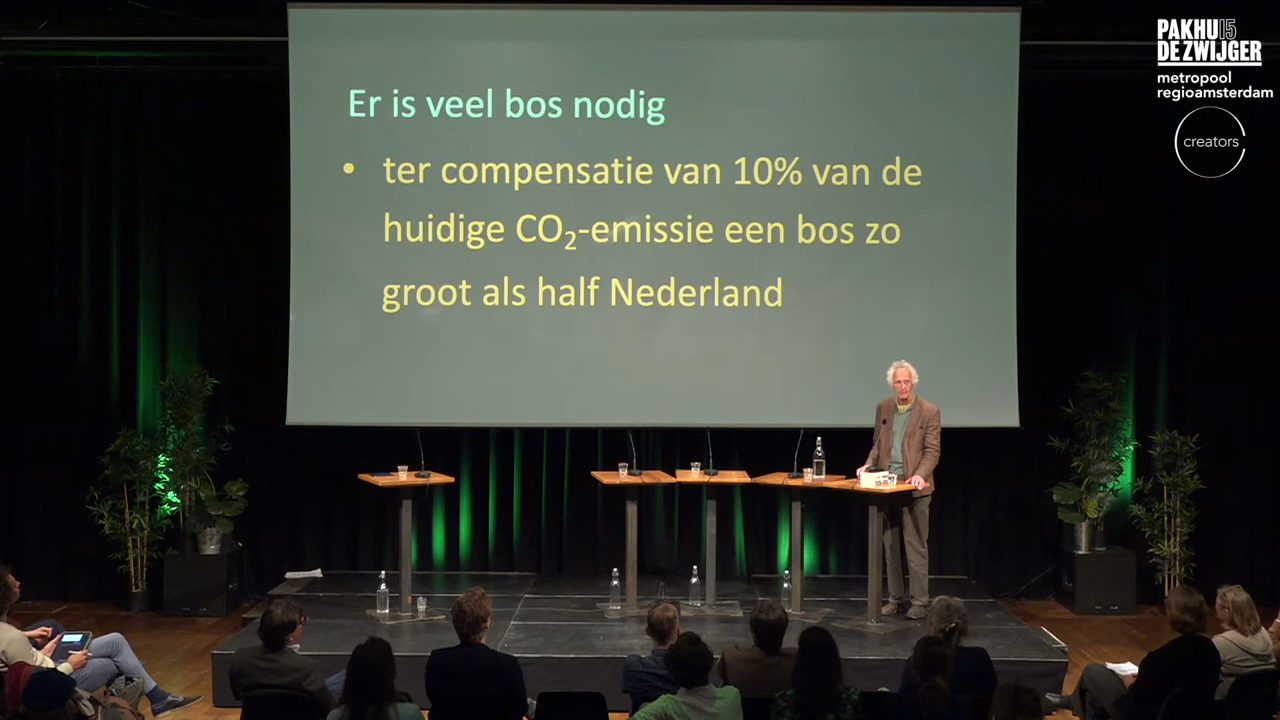 Er is veel bos nodig
• ter compensatie van 10% van de
huidige CO₂-emissie een bos zo
groot als half Nederland
PAKHU15
DE ZWIJGER
metropool
regioamsterdam
creators